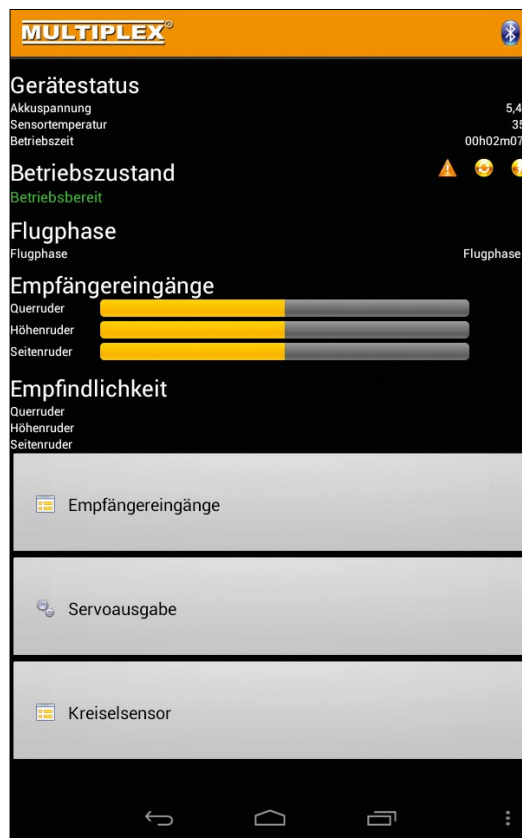 MULTIPLEX®
Gerätestatus
Akkuspannung 5,4
Sensortemperatur 35
Betriebszeit 00h02m07
Betriebszustand
Betriebsbereit
Flugphase
Flugphase Flugphase
Empfängereingänge
Querruder
Höhenruder
Seitenruder
Empfindlichkeit
Querruder
Höhenruder
Seitenruder
Empfängereingänge
Servoausgabe
Kreiselsensor